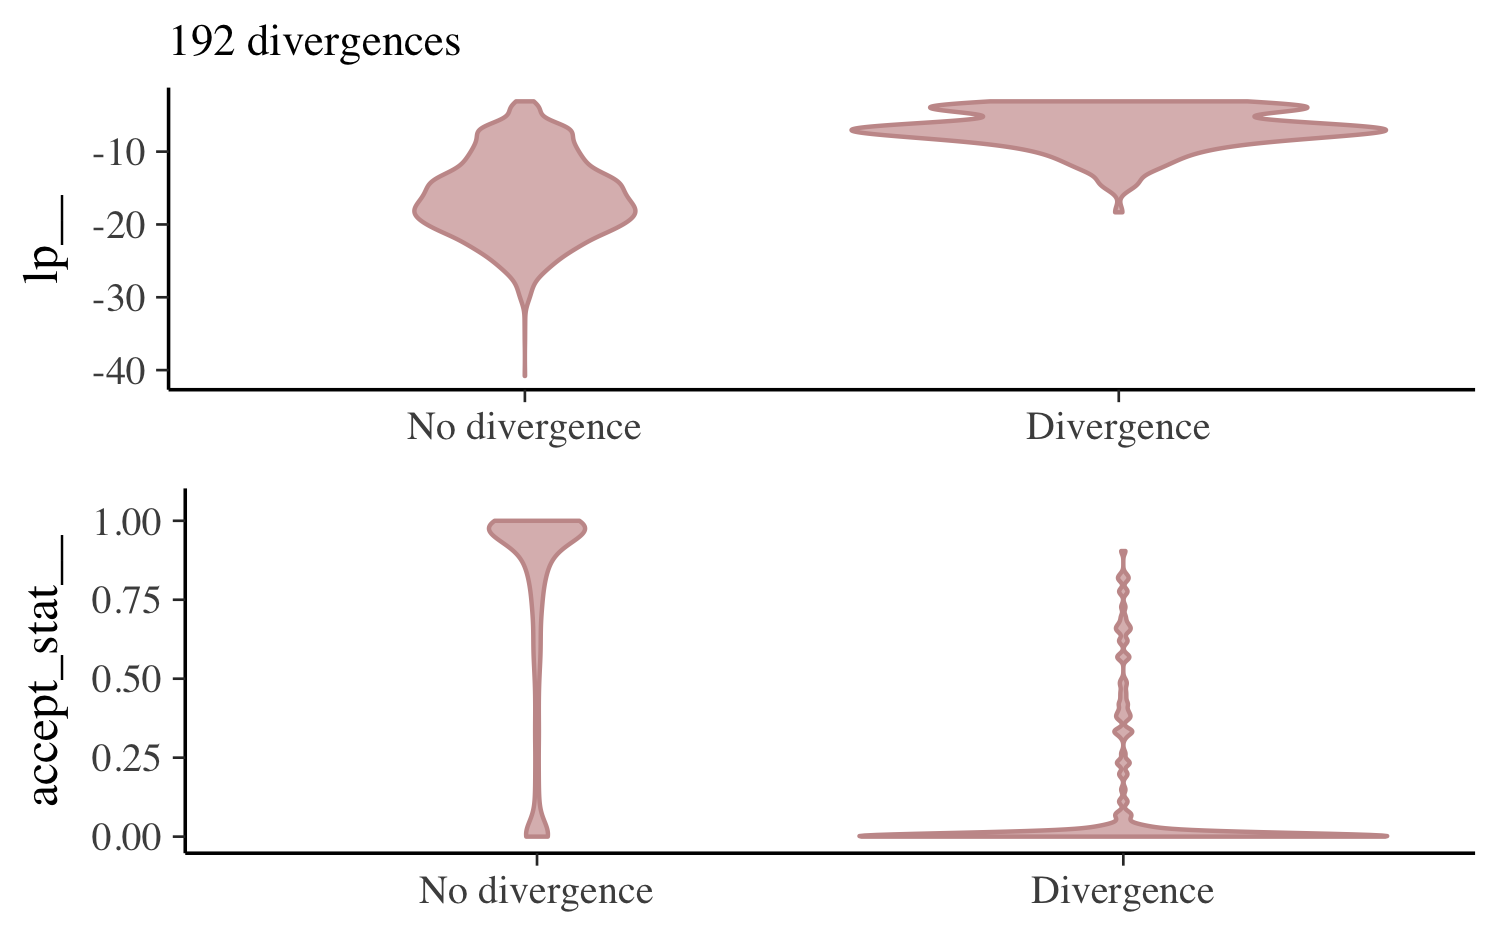 192 divergences
lp__
-10
-20
-30
-40
No divergence
Divergence
accept_stat__
1.00
0.75
0.50
0.25
0.00
No divergence
Divergence